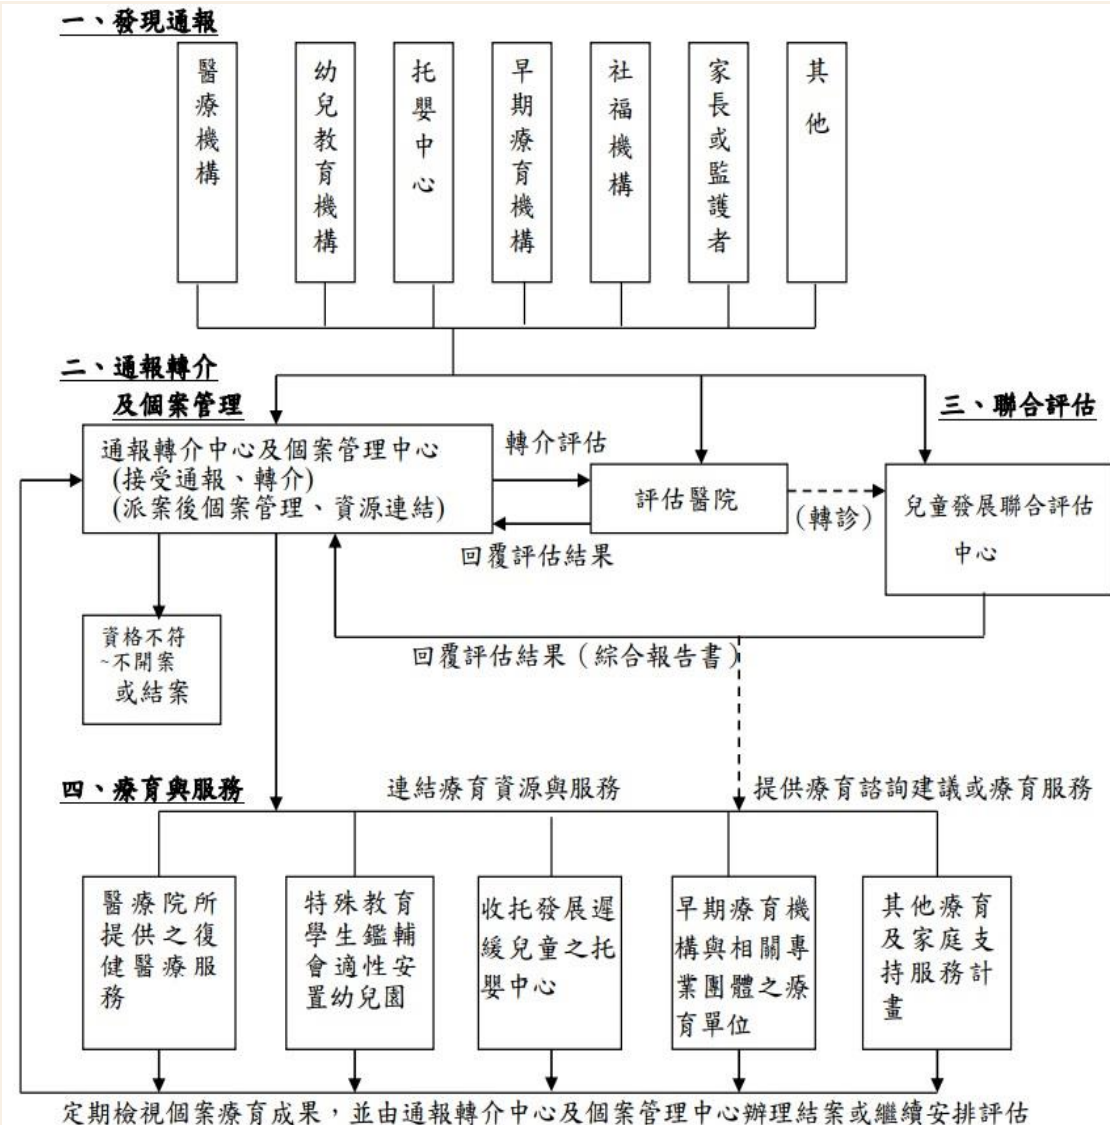 一、發現通報
醫療機構
幼兒教育機構
托嬰中心
早期療育機構
社福機構
家長或監護者
其他
二、通報轉介
及個案管理
三、聯合評估
通報轉介中心及個案管理中心
(接受通報、轉介)
(派案後個案管理、資源連結)
轉介評估
評估醫院
(轉診)
兒童發展聯合評估
中心
回覆評估結果
資格不符
~不開案
或結案
回覆評估結果（綜合報告書）
四、療育與服務
連結療育資源與服務
提供療育諮詢建議或療育服務
醫療院所
提供之復
健醫療服
務
特殊教育
學生鑑輔
會適性安
置幼兒園
收托發展遲
緩兒童之托
嬰中心
早期療育機
構與相關專
業團體之療
育單位
其他療育
及家庭支
持服務計
畫
定期檢視個案療育成果，並由通報轉介中心及個案管理中心辦理結案或繼續安排評估